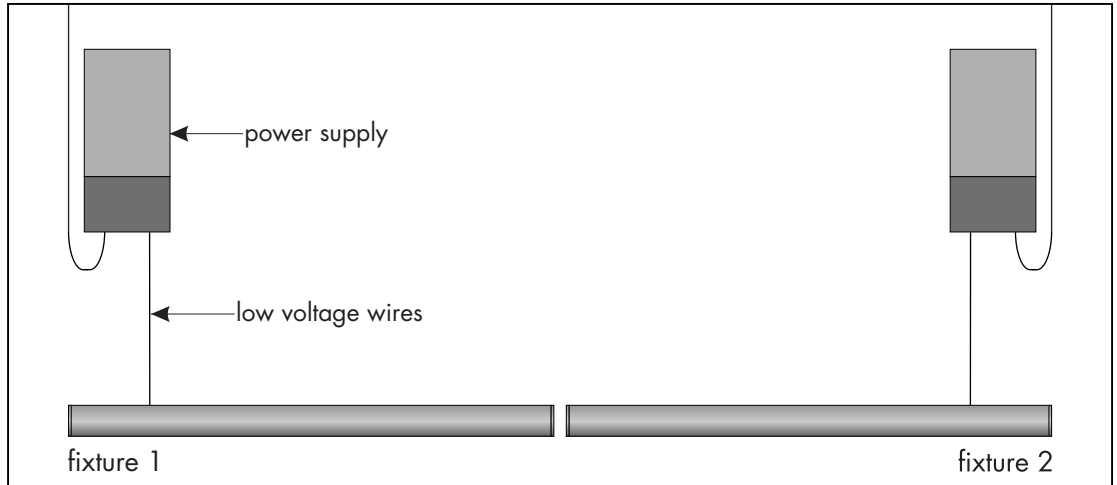 power supply
low voltage wires
fixture 1
fixture 2